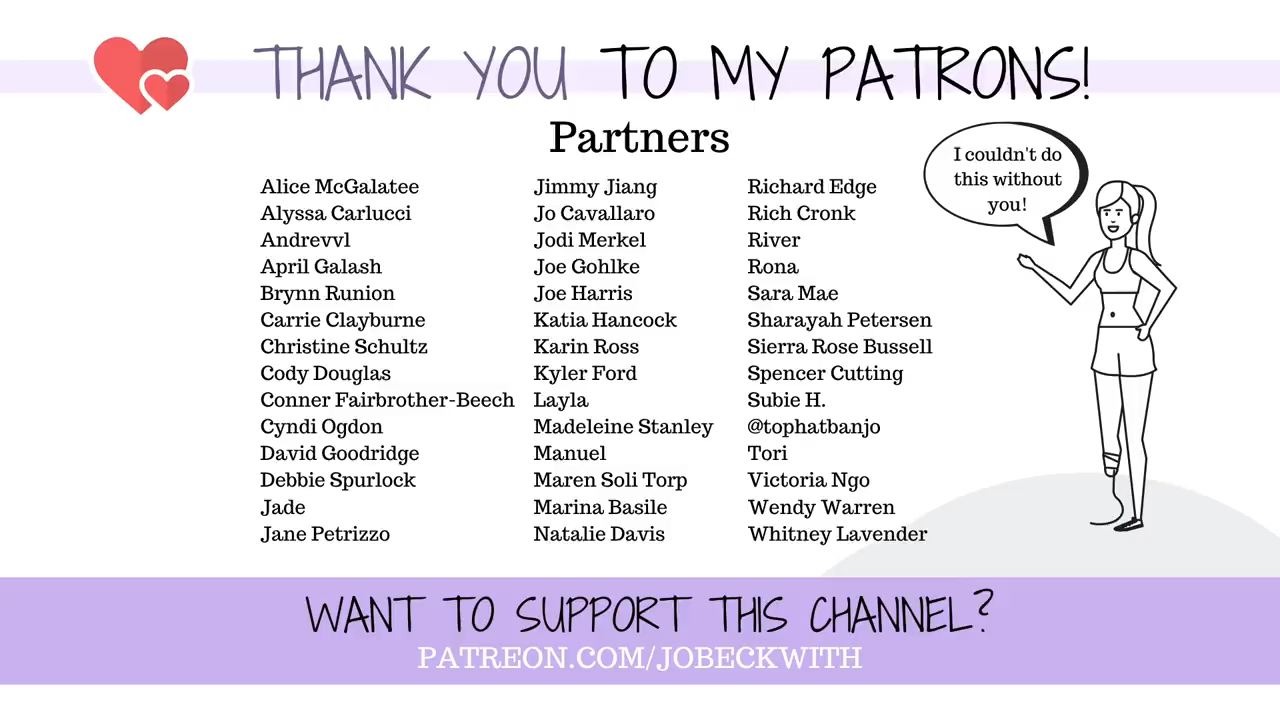 THANK YOU TO MY PATRONS!
Partners
I couldn't do
this without
you!
Alice McGalatee
Alyssa Carlucci
Andrevvl
April Galash
Brynn Runion
Carrie Clayburne
Christine Schultz
Cody Douglas
Conner Fairbrother-Beech
Cyndi Ogdon
David Goodridge
Debbie Spurlock
Jade
Jane Petrizzo
Jimmy Jiang
Jo Cavallaro
Jodi Merkel
Joe Gohlke
Joe Harris
Katia Hancock
Karin Ross
Kyler Ford
Layla
Madeleine Stanley
Manuel
Maren Soli Torp
Marina Basile
Natalie Davis
Richard Edge
Rich Cronk
River
Rona
Sara Mae
Sharayah Petersen
Sierra Rose Bussell
Spencer Cutting
Subie H.
@tophatbanjo
Tori
Victoria Ngo
Wendy Warren
Whitney Lavender
WANT TO SUPPORT THIS CHANNEL?
PATREON.COM/JOBECKWITH